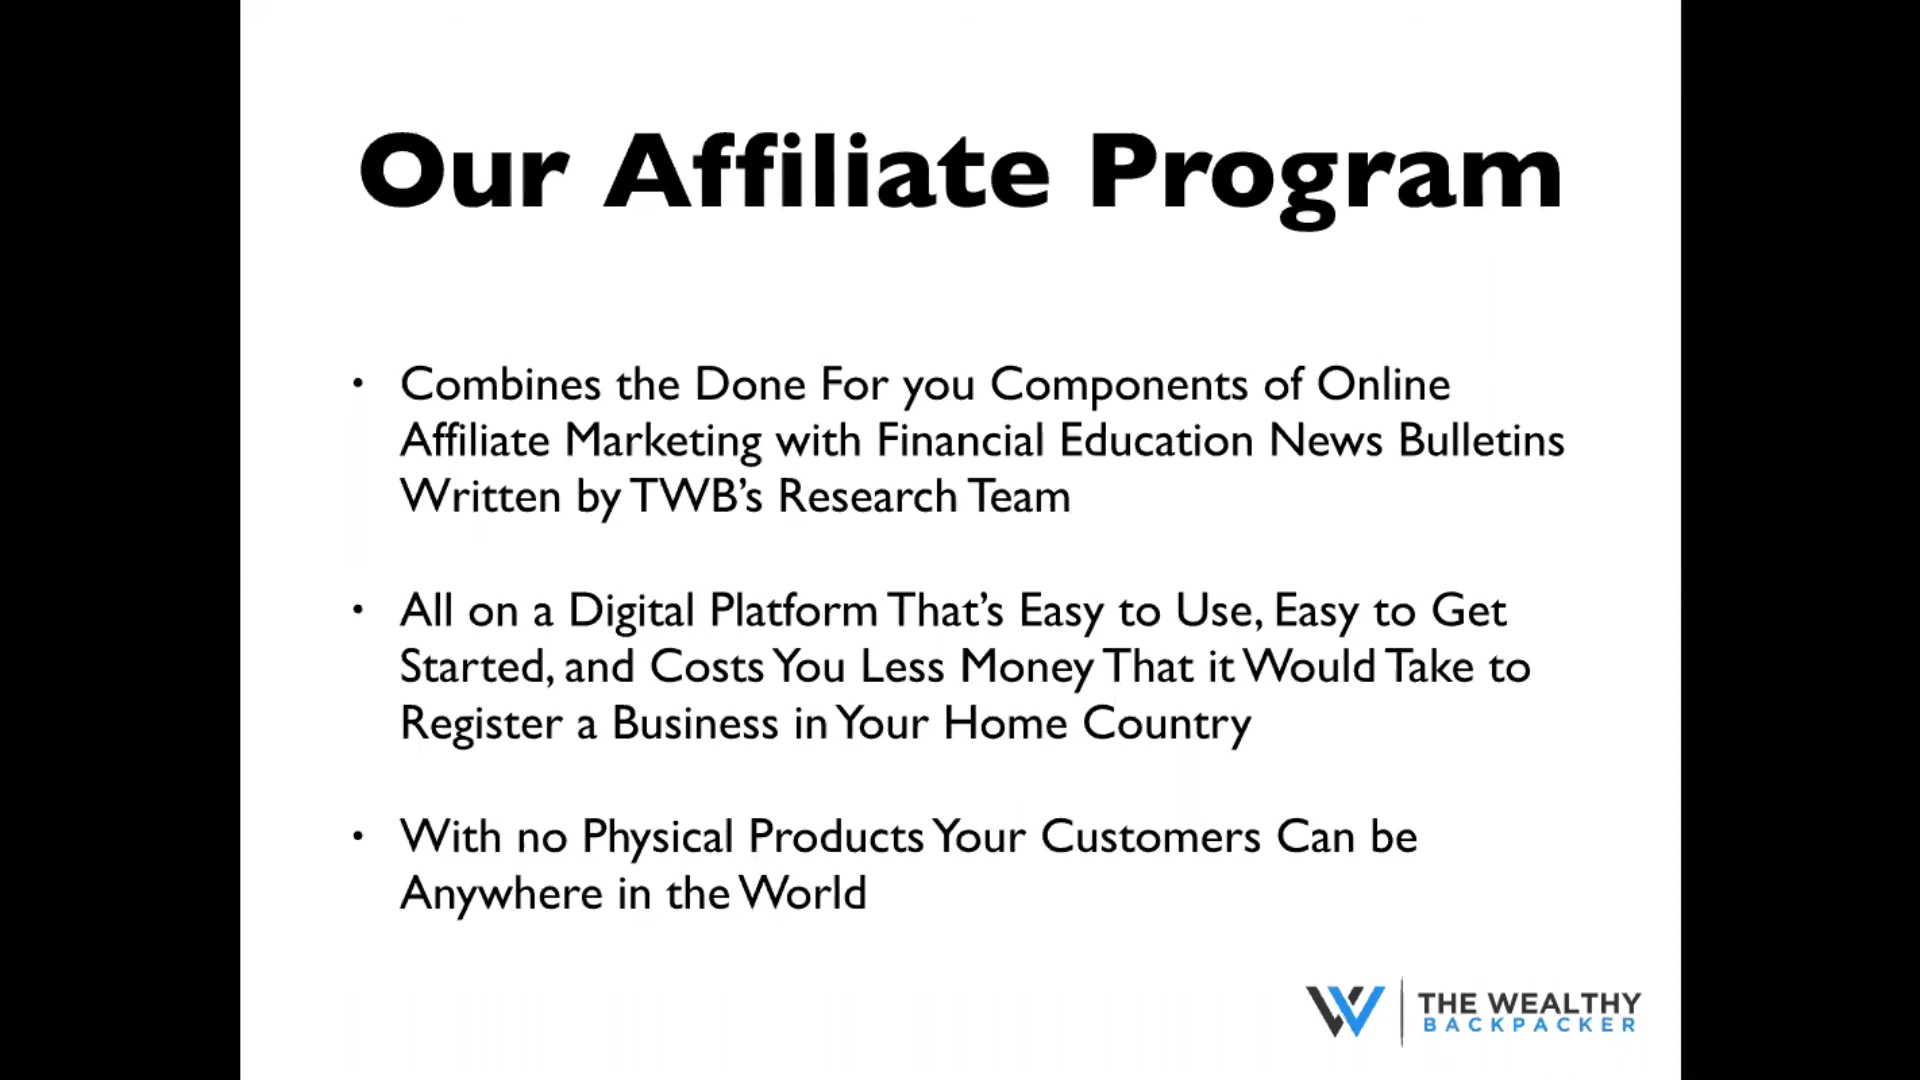 Our Affiliate Program
• Combines the Done For you Components of Online
Affiliate Marketing with Financial Education News Bulletins
Written by TWB’s Research Team
• All on a Digital Platform That’s Easy to Use, Easy to Get
Started, and Costs You Less Money That it Would Take to
Register a Business in Your Home Country
• With no Physical Products Your Customers Can be
Anywhere in the World
THE WEALTHY
BACKPACKER